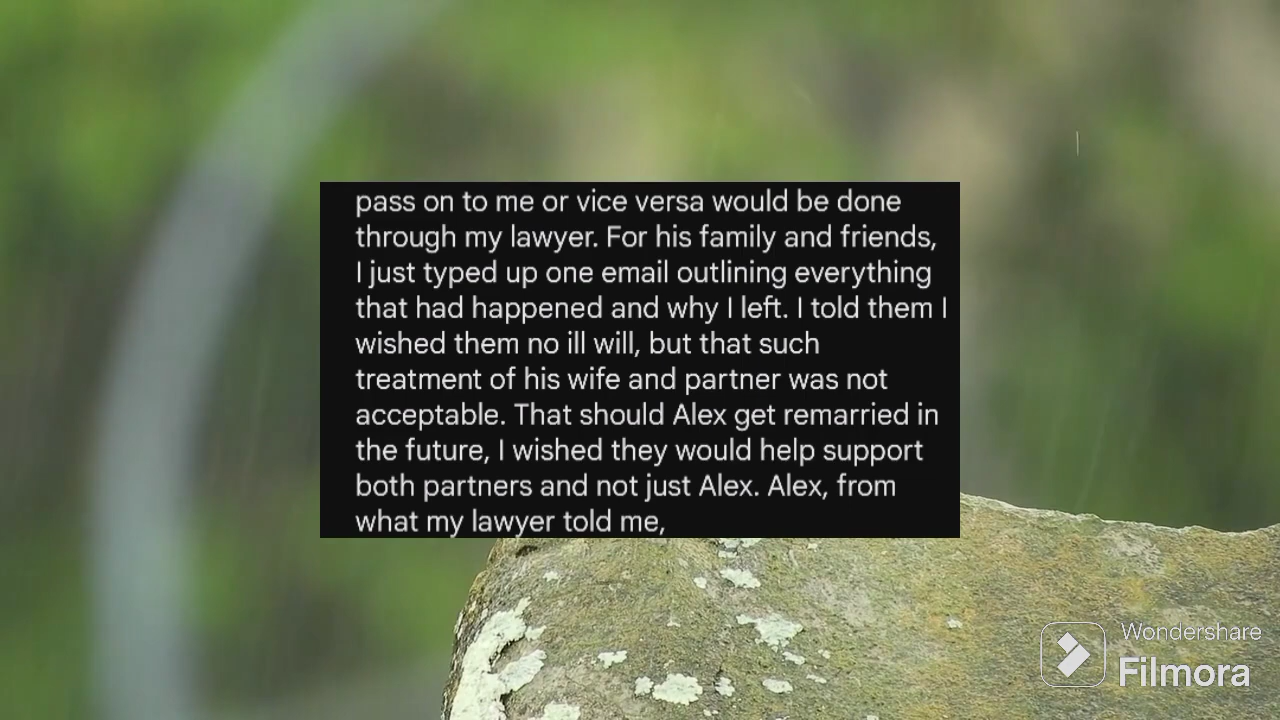 pass on to me or vice versa would be done
through my lawyer. For his family and friends,
I just typed up one email outlining everything
that had happened and why I left. I told them I
wished them no ill will, but that such
treatment of his wife and partner was not
acceptable. That should Alex get remarried in
the future, I wished they would help support
both partners and not just Alex. Alex, from
what my lawyer told me,
Wondershare
Filmora